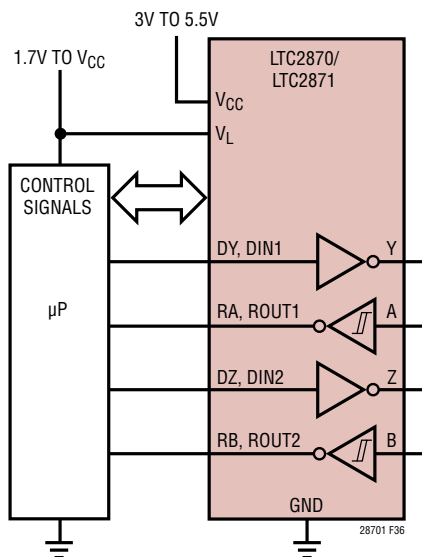 3V TO 5.5V
1.7V TO VCC
LTC2870/
LTC2871
VCC
VL
CONTROL
SIGNALS
µP
DY, DIN1
Y
RA, ROUT1
A
DZ, DIN2
Z
RB, ROUT2
B
GND
28701 F36